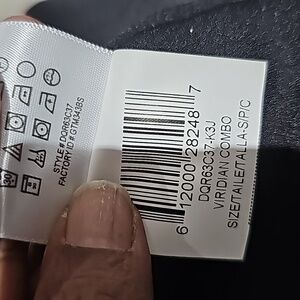 STYLE# DQR63C37
FACTORY ID# GTM343BS
6 12000 28248 7
DQR63C37-K3J
VIRIDIAN COMBO
SIZE/TAILLE/TALLA-S/P/C